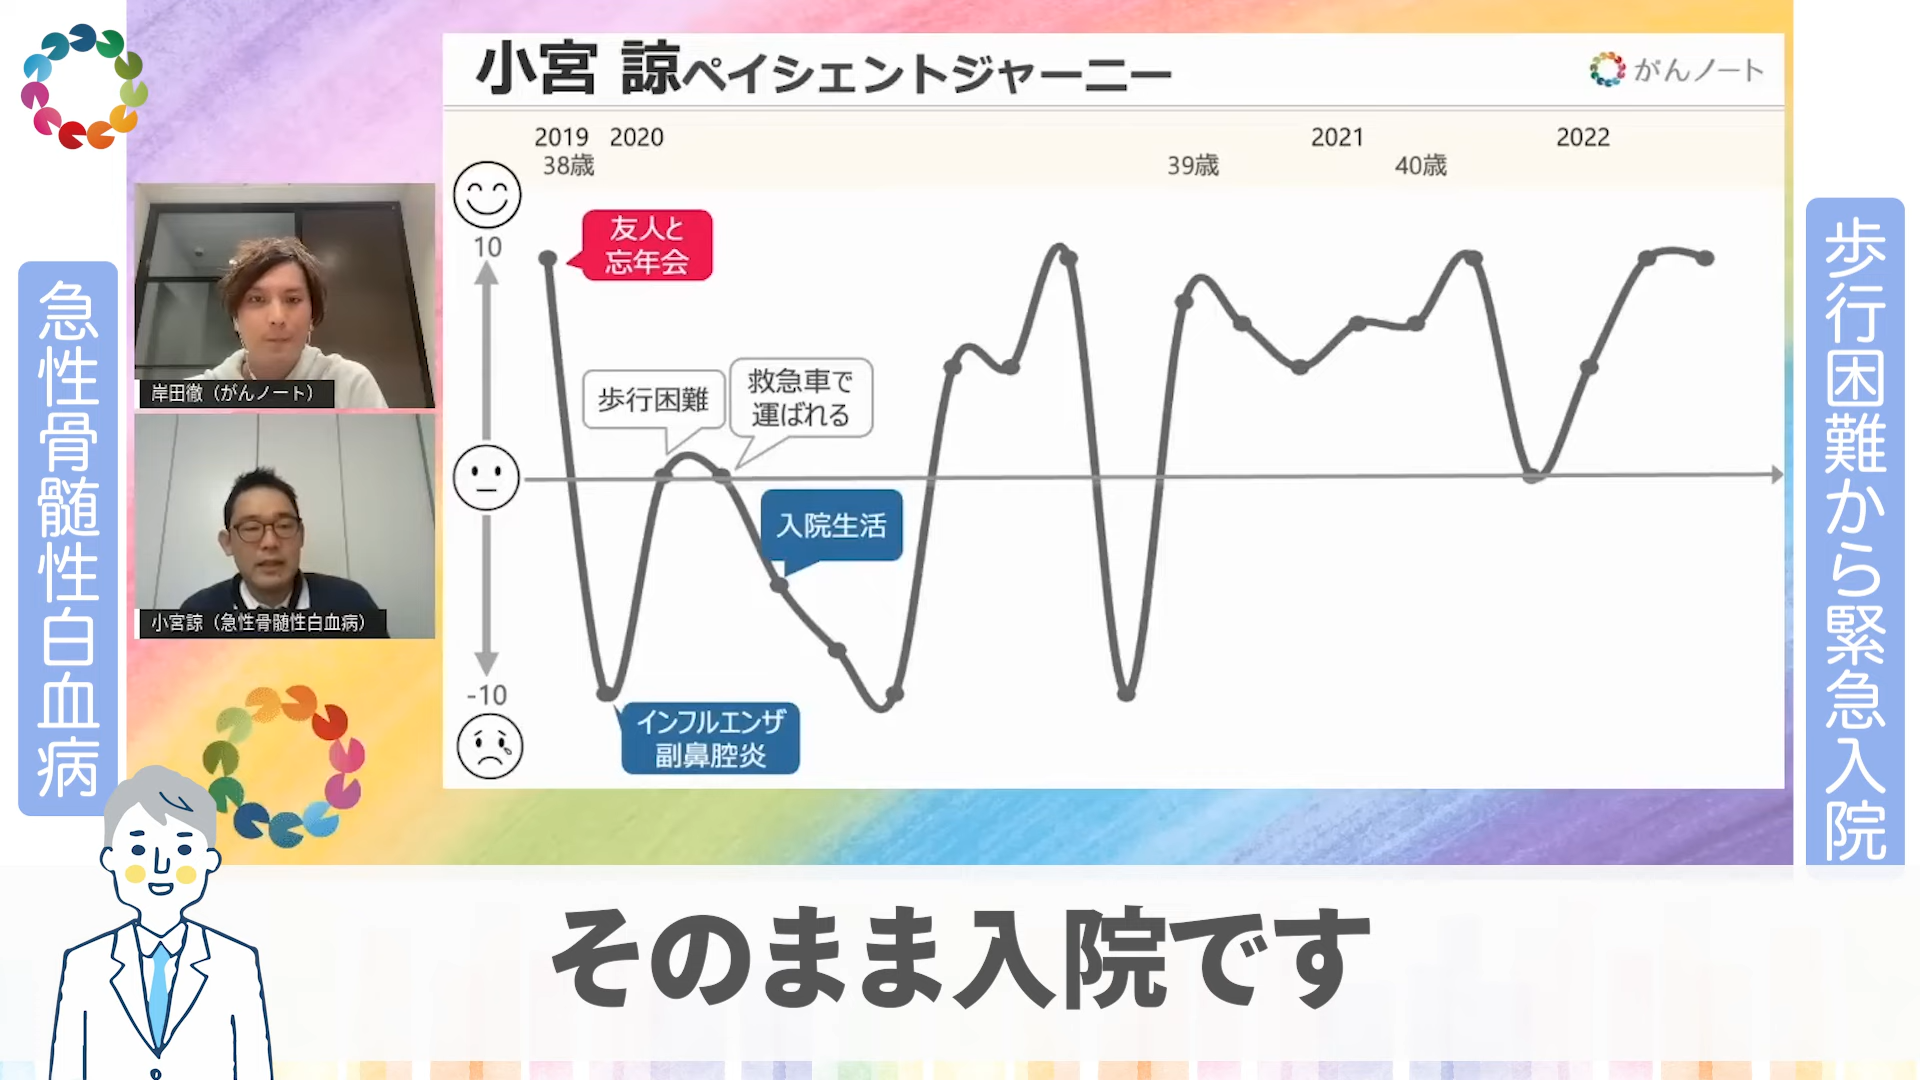 小宮 諒ペイシェントジャーニー
がんノート
2019 2020 2021 2022
38歳 39歳 40歳
10
-10
友人と
忘年会
歩行困難
救急車で
運ばれる
入院生活
インフルエンザ
副鼻腔炎
岸田徹（がんノート）
小宮諒（急性骨髄性白血病）
急性骨髄性白血病
歩行困難から緊急入院
そのまま入院です